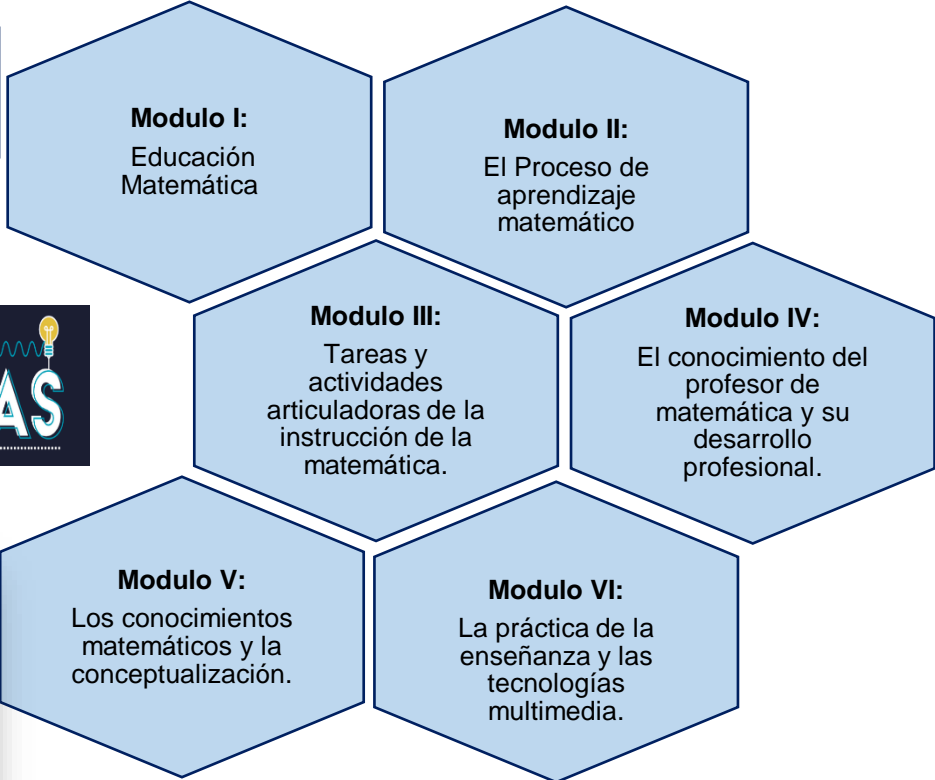 Modulo I:
Educación
Matemática
Modulo II:
El Proceso de
aprendizaje
matemático
Modulo III:
Tareas y
actividades
articuladoras de la
instrucción de la
matemática.
Modulo IV:
El conocimiento del
profesor de
matemática y su
desarrollo
profesional.
AS
Modulo V:
Los conocimientos
matemáticos y la
conceptualización.
Modulo VI:
La práctica de la
enseñanza y las
tecnologías
multimedia.